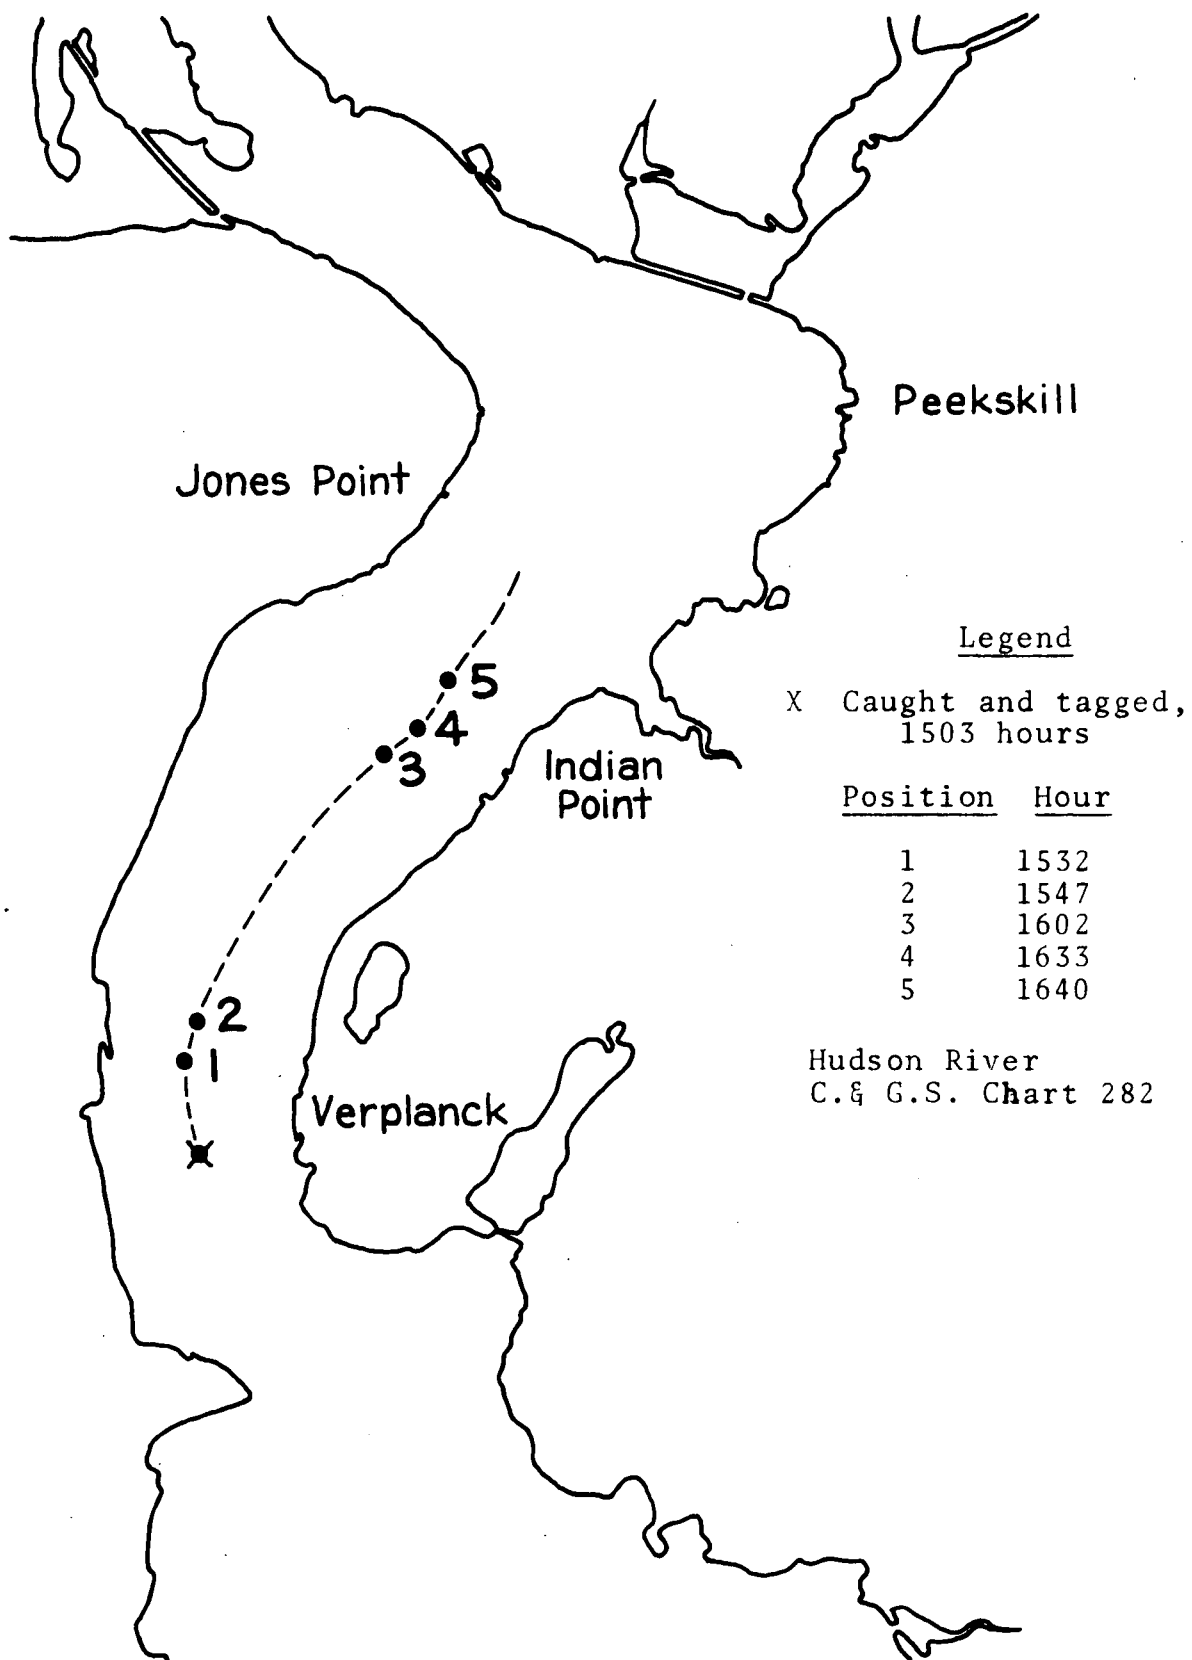 Peekskill
Jones Point
Legend
5
X Caught and tagged,
1503 hours
4
3
Indian
Point
Position Hour
1 1532
2 1547
3 1602
4 1633
5 1640
2
1
Hudson River
C.& G.S. Chart 282
Verplanck
X